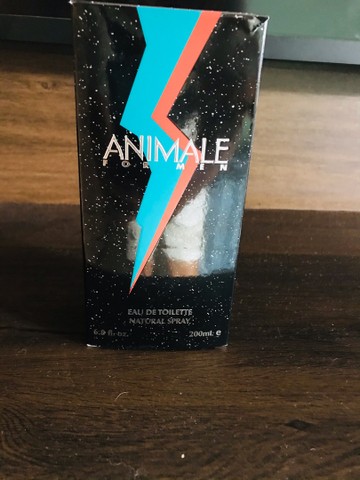 ANIMALE
FOR MEN
EAU DE TOILETTE
NATURAL SPRAY
6.8 fl. oz. 200mL e